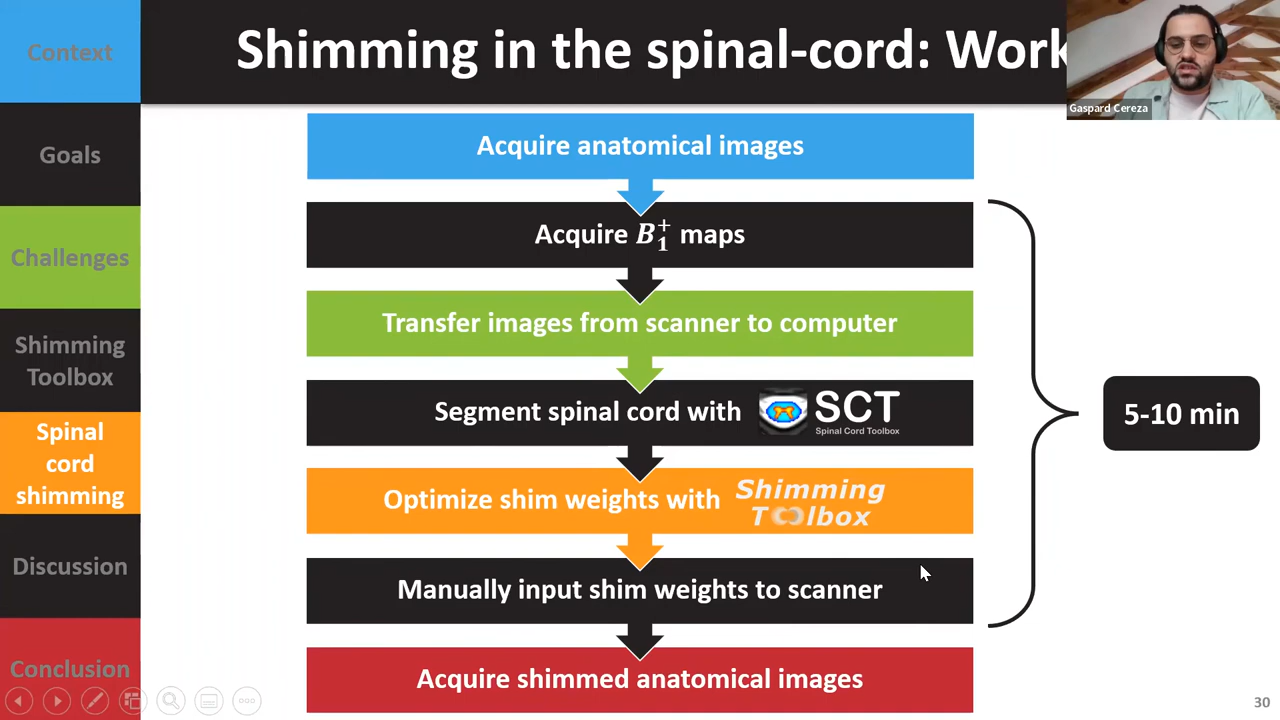 Context
Shimming in the spinal-cord: Work
Gaspard Cereza
Goals
Challenges
Shimming
Toolbox
Spinal
cord
shimming
Discussion
Conclusion
Acquire anatomical images
Acquire B₁⁺ maps
Transfer images from scanner to computer
Segment spinal cord with SCT
Spinal Cord Toolbox
Optimize shim weights with Shimming
Toolbox
Manually input shim weights to scanner
Acquire shimmed anatomical images
5-10 min
30